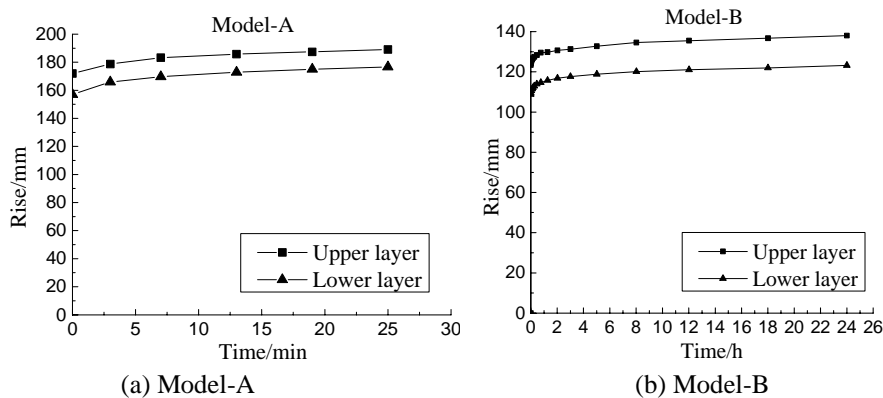 Model-A
200
180
160
140
120
100
80
60
40
20
0
Rise/mm
Upper layer
Lower layer
0 5 10 15 20 25 30
Time/min
(a) Model-A
Model-B
140
120
100
80
60
40
20
0
Rise/mm
Upper layer
Lower layer
0 2 4 6 8 10 12 14 16 18 20 22 24 26
Time/h
(b) Model-B